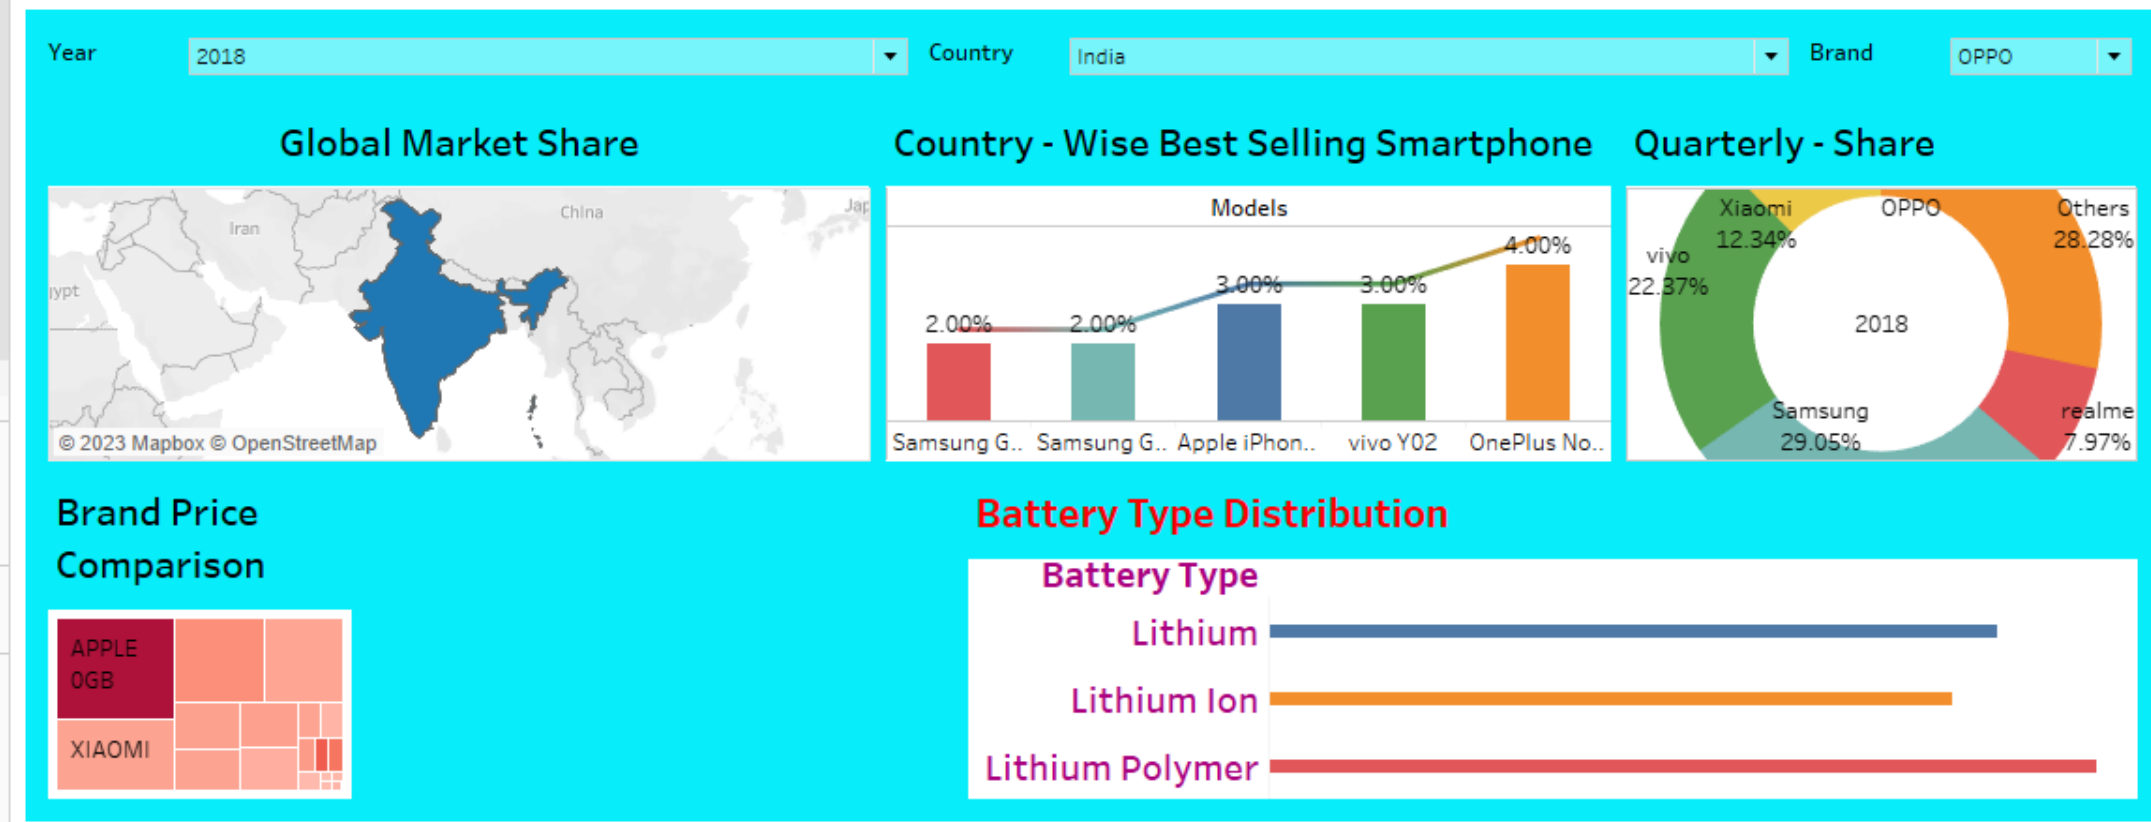 Year
2018
Country
India
Brand
OPPO
Global Market Share
Country - Wise Best Selling Smartphone
Quarterly - Share
Iran
China
Jap
ypt
© 2023 Mapbox © OpenStreetMap
Models
2.00%
2.00%
3.00%
3.00%
4.00%
Samsung G..
Samsung G..
Apple iPhon..
vivo Y02
OnePlus No..
Xiaomi
12.34%
OPPO
Others
28.28%
vivo
22.37%
2018
Samsung
29.05%
realme
7.97%
Brand Price
Comparison
APPLE
0GB
XIAOMI
Battery Type Distribution
Battery Type
Lithium
Lithium Ion
Lithium Polymer